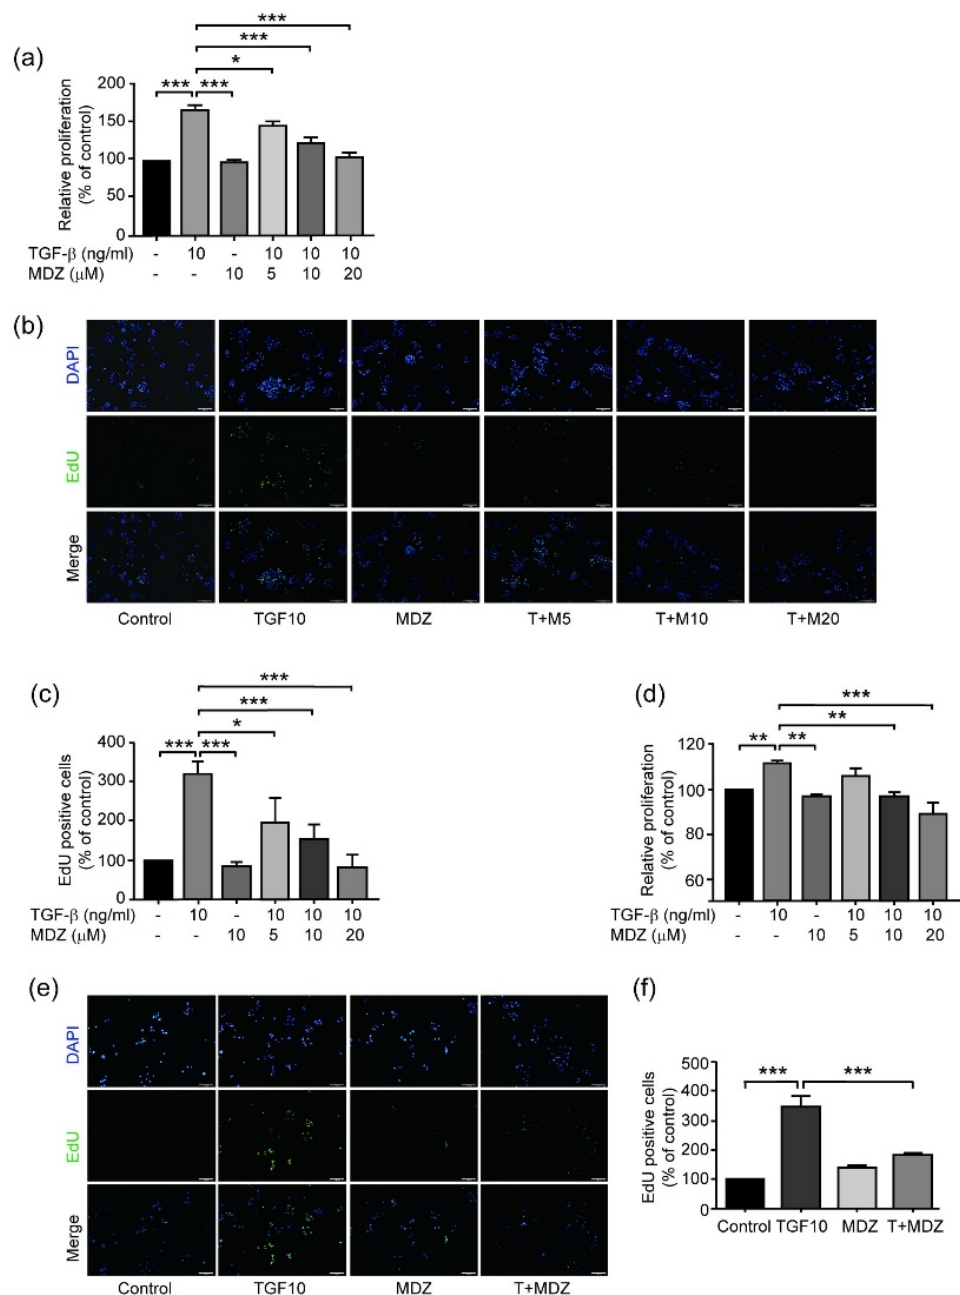 (a)
***
***
*
*** ***
Relative proliferation
(% of control)
200
150
100
50
0
TGF-β (ng/ml) - 10 - 10 10 10
MDZ (μM) - - 10 5 10 20
(b)
DAPI
EdU
Merge
Control TGF10 MDZ T+M5 T+M10 T+M20
(c)
***
***
*
*** ***
EdU positive cells
(% of control)
400
300
200
100
0
TGF-β (ng/ml) - 10 - 10 10 10
MDZ (μM) - - 10 5 10 20
(d)
***
**
** **
Relative proliferation
(% of control)
120
100
80
60
TGF-β (ng/ml) - 10 - 10 10 10
MDZ (μM) - - 10 5 10 20
(e)
DAPI
EdU
Merge
Control TGF10 MDZ T+MDZ
(f)
*** ***
EdU positive cells
(% of control)
500
400
300
200
100
0
Control TGF10 MDZ T+MDZ